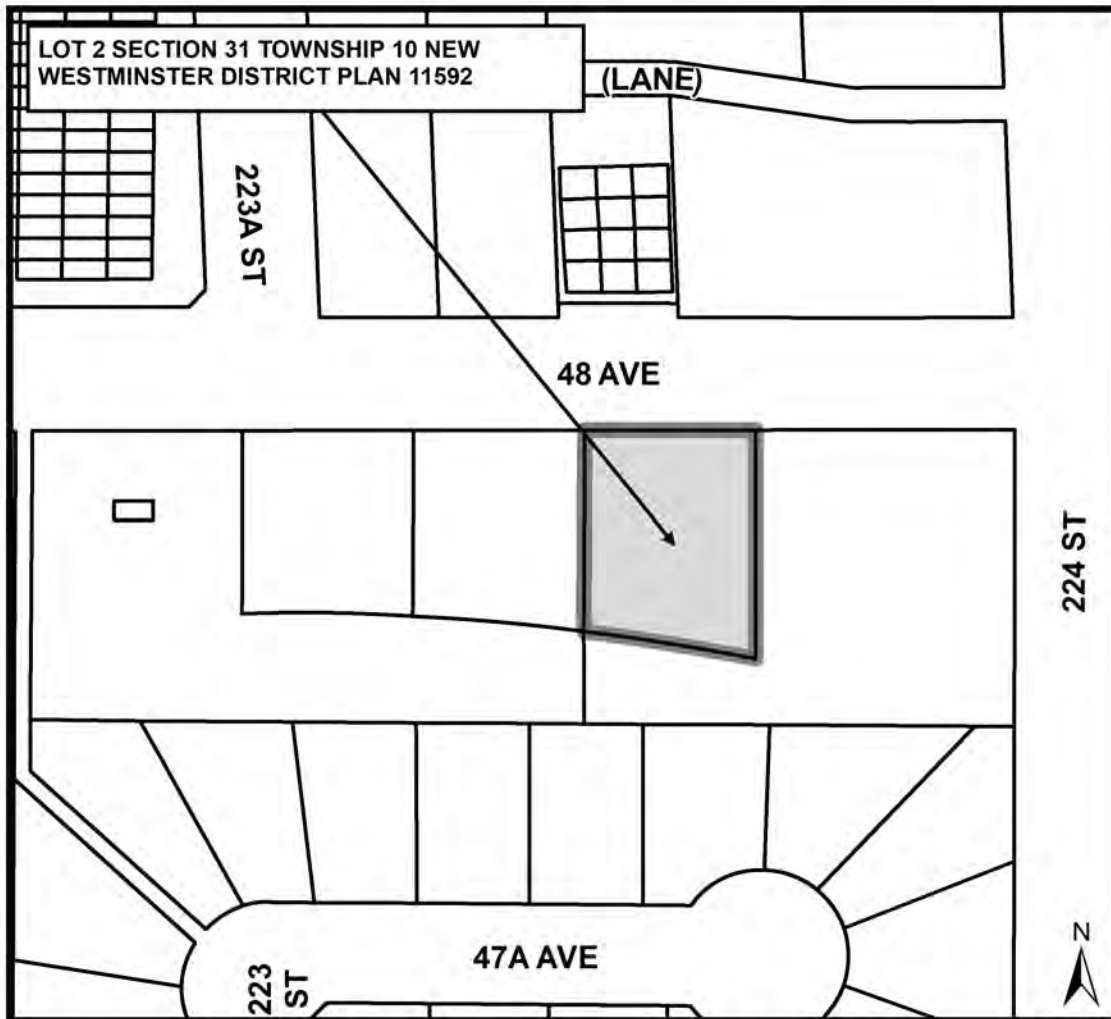 LOT 2 SECTION 31 TOWNSHIP 10 NEW
WESTMINSTER DISTRICT PLAN 11592
(LANE)
223A ST
48 AVE
224 ST
47A AVE
223
ST
N